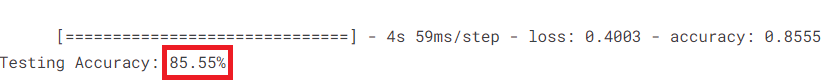 [==============================] - 4s 59ms/step - loss: 0.4003 - accuracy: 0.8555
Testing Accuracy: 85.55%